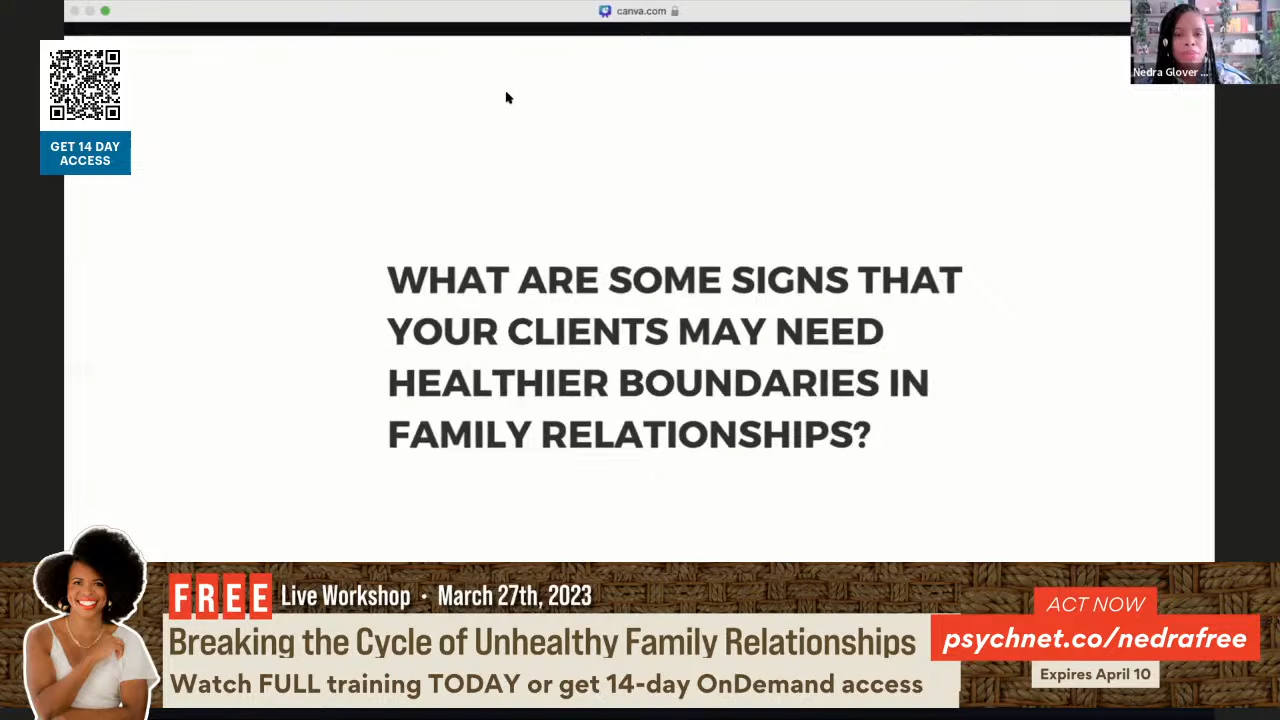 canva.com
Nedra Glover ...
GET 14 DAY
ACCESS
WHAT ARE SOME SIGNS THAT
YOUR CLIENTS MAY NEED
HEALTHIER BOUNDARIES IN
FAMILY RELATIONSHIPS?
FREE Live Workshop · March 27th, 2023
Breaking the Cycle of Unhealthy Family Relationships
Watch FULL training TODAY or get 14-day OnDemand access
ACT NOW
psychnet.co/nedrafree
Expires April 10